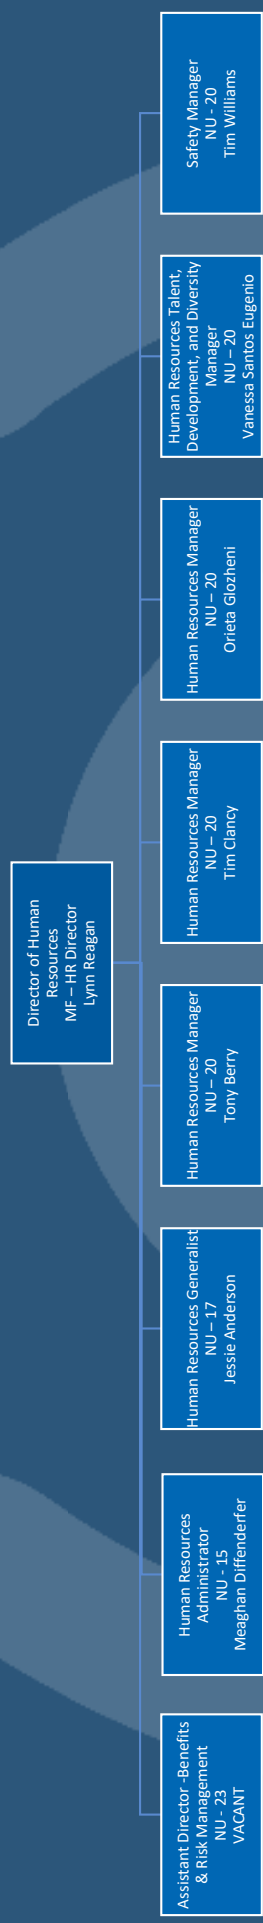 Director of Human
Resources
MF – HR Director
Lynn Reagan
Assistant Director -Benefits
& Risk Management
NU - 23
VACANT
Human Resources
Administrator
NU - 15
Meaghan Diffenderfer
Human Resources Generalist
NU – 17
Jessie Anderson
Human Resources Manager
NU – 20
Tony Berry
Human Resources Manager
NU – 20
Tim Clancy
Human Resources Manager
NU – 20
Orieta Glozheni
Human Resources Talent,
Development, and Diversity
Manager
NU – 20
Vanessa Santos Eugenio
Safety Manager
NU - 20
Tim Williams